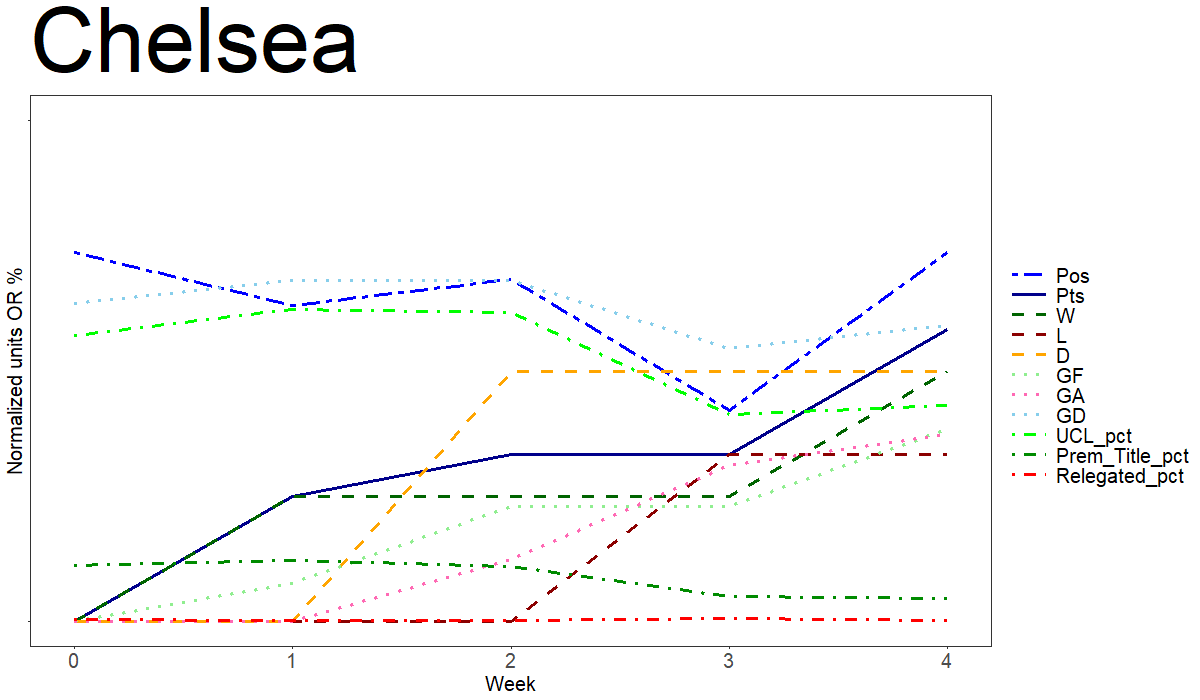 Chelsea
Normalized units OR %
0 1 2 3 4
Week
Pos
Pts
W
L
D
GF
GA
GD
UCL_pct
Prem_Title_pct
Relegated_pct